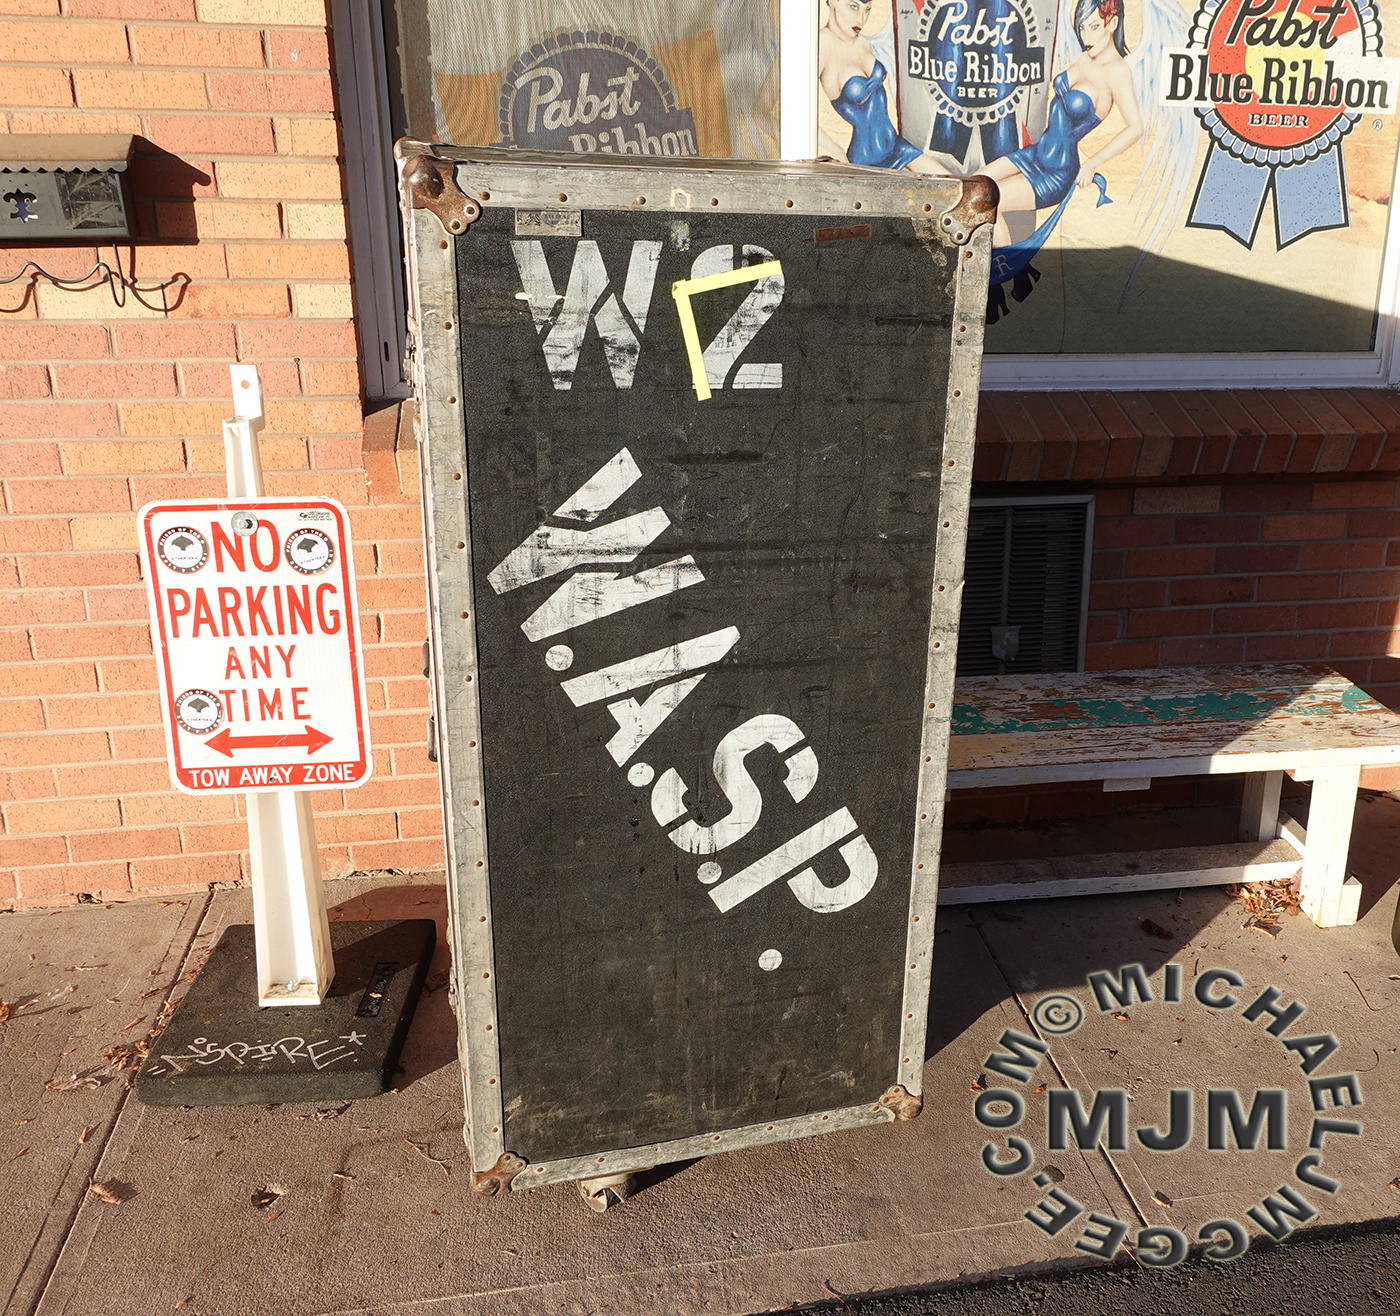 Pabst
Blue Ribbon
Pabst
Blue Ribbon
BEER
Pabst
Blue Ribbon
BEER
®
W2
W.A.S.P.
NO
PARKING
ANY
TIME
TOW AWAY ZONE
© MICHAELJMCGEE.COM
MJM